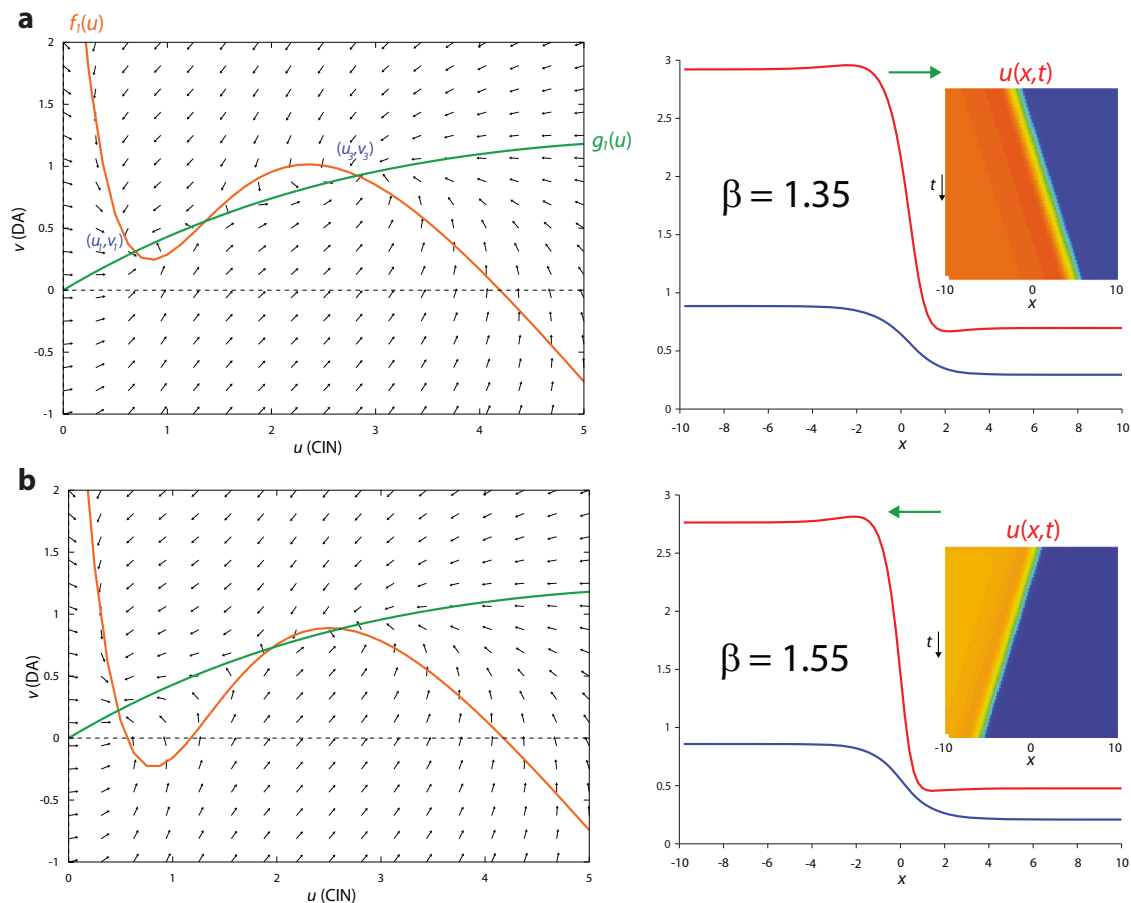 a
f₁(u)
2
1.5
1
0.5
0
-0.5
-1
v (DA)
(u₁,v₁)
(u₃,v₃)
g₁(u)
0 1 2 3 4 5
u (CIN)
3
2.5
2
1.5
1
0.5
0
β = 1.35
u(x,t)
t
-10 0 10
x
-10 -8 -6 -4 -2 0 2 4 6 8 10
x
b
2
1.5
1
0.5
0
-0.5
-1
v (DA)
0 1 2 3 4 5
u (CIN)
3
2.5
2
1.5
1
0.5
0
β = 1.55
u(x,t)
t
-10 0 10
x
-10 -8 -6 -4 -2 0 2 4 6 8 10
x